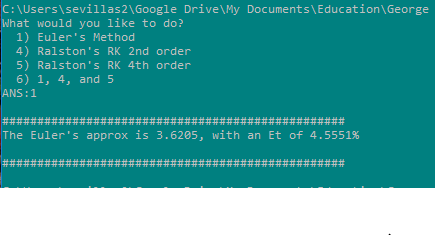 C:\Users\sevillas2\Google Drive\My Documents\Education\George
What would you like to do?
1) Euler's Method
4) Ralston's RK 2nd order
5) Ralston's RK 4th order
6) 1, 4, and 5
ANS:1
##################################################
The Euler's approx is 3.6205, with an Et of 4.5551%
##################################################